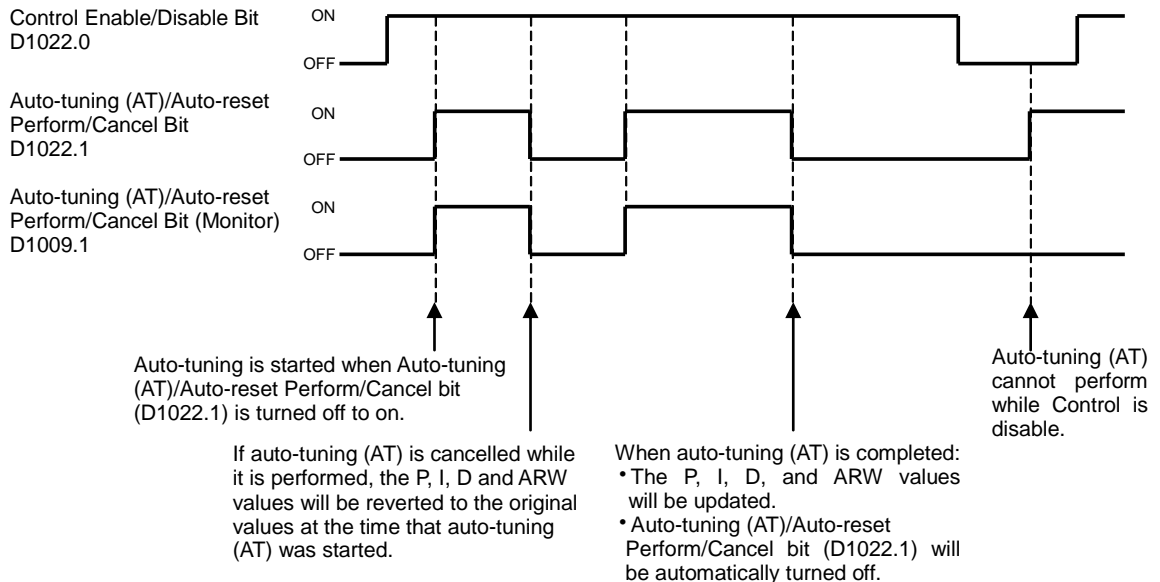 Control Enable/Disable Bit
D1022.0
ON
OFF
Auto-tuning (AT)/Auto-reset
Perform/Cancel Bit
D1022.1
ON
OFF
Auto-tuning (AT)/Auto-reset
Perform/Cancel Bit (Monitor)
D1009.1
ON
OFF
Auto-tuning is started when Auto-tuning
(AT)/Auto-reset Perform/Cancel bit
(D1022.1) is turned off to on.
If auto-tuning (AT) is cancelled while
it is performed, the P, I, D and ARW
values will be reverted to the original
values at the time that auto-tuning
(AT) was started.
When auto-tuning (AT) is completed:
• The P, I, D, and ARW values
will be updated.
• Auto-tuning (AT)/Auto-reset
Perform/Cancel bit (D1022.1) will
be automatically turned off.
Auto-tuning (AT)
cannot perform
while Control is
disable.